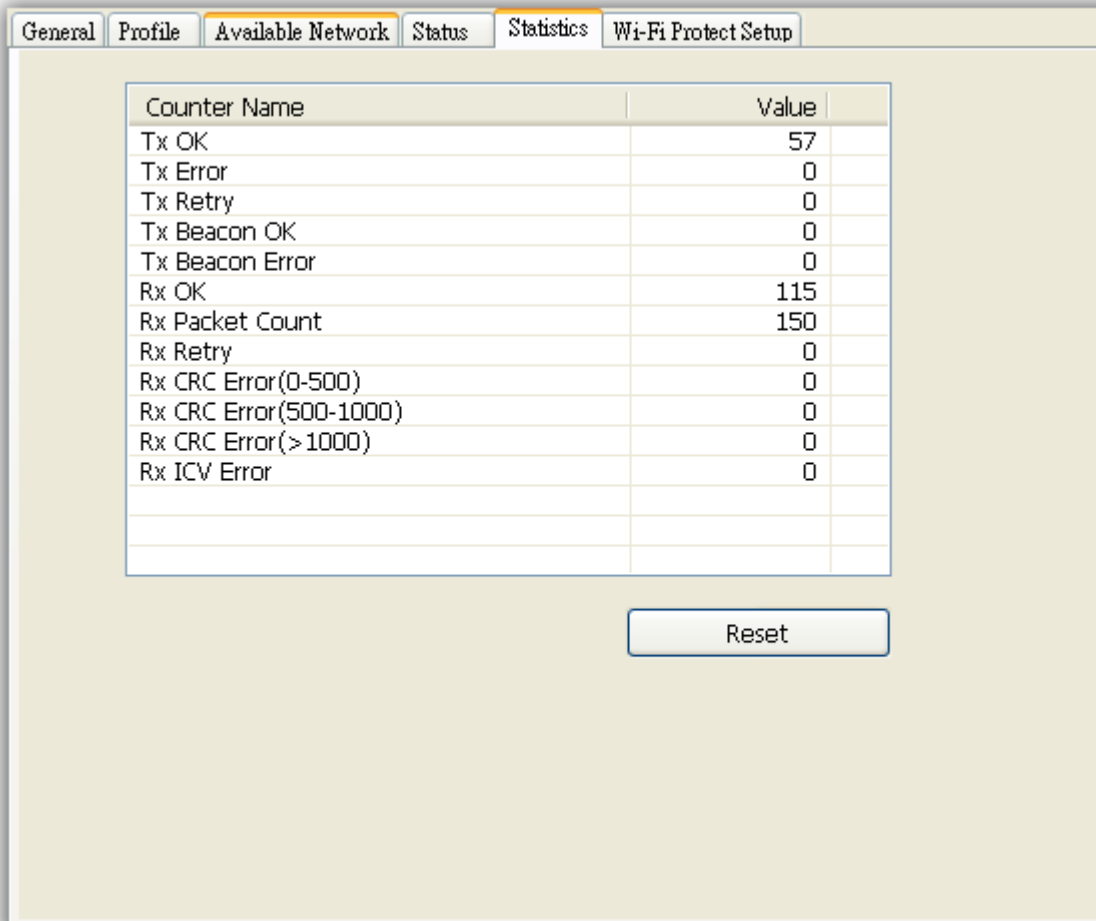 General Profile Available Network Status Statistics Wi-Fi Protect Setup
Counter Name Value
Tx OK 57
Tx Error 0
Tx Retry 0
Tx Beacon OK 0
Tx Beacon Error 0
Rx OK 115
Rx Packet Count 150
Rx Retry 0
Rx CRC Error(0-500) 0
Rx CRC Error(500-1000) 0
Rx CRC Error(>1000) 0
Rx ICV Error 0
Reset